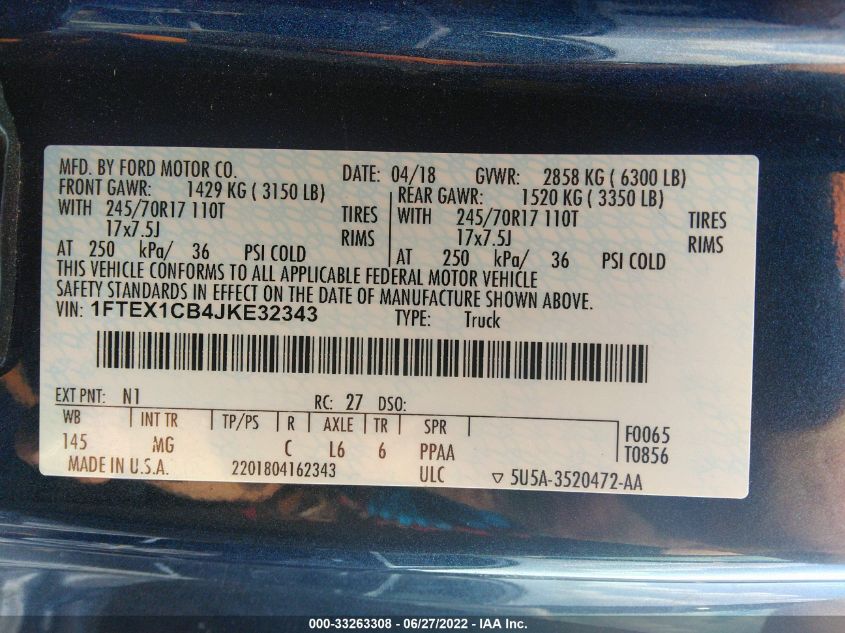 MFD. BY FORD MOTOR CO. DATE: 04/18 GVWR: 2858 KG ( 6300 LB)
FRONT GAWR: 1429 KG ( 3150 LB) REAR GAWR: 1520 KG ( 3350 LB)
WITH 245/70R17 110T TIRES WITH 245/70R17 110T TIRES
17x7.5J RIMS 17x7.5J RIMS
AT 250 kPa/ 36 PSI COLD AT 250 kPa/ 36 PSI COLD
THIS VEHICLE CONFORMS TO ALL APPLICABLE FEDERAL MOTOR VEHICLE
SAFETY STANDARDS IN EFFECT ON THE DATE OF MANUFACTURE SHOWN ABOVE.
VIN: 1FTEX1CB4JKE32343 TYPE: Truck
EXT PNT: N1 RC: 27 DSO:
WB INT TR TP/PS R AXLE TR SPR F0065
145 MG C L6 6 PPAA T0856
MADE IN U.S.A. 2201804162343 ULC ▽ 5U5A-3520472-AA
000-33263308 - 06/27/2022 - IAA Inc.